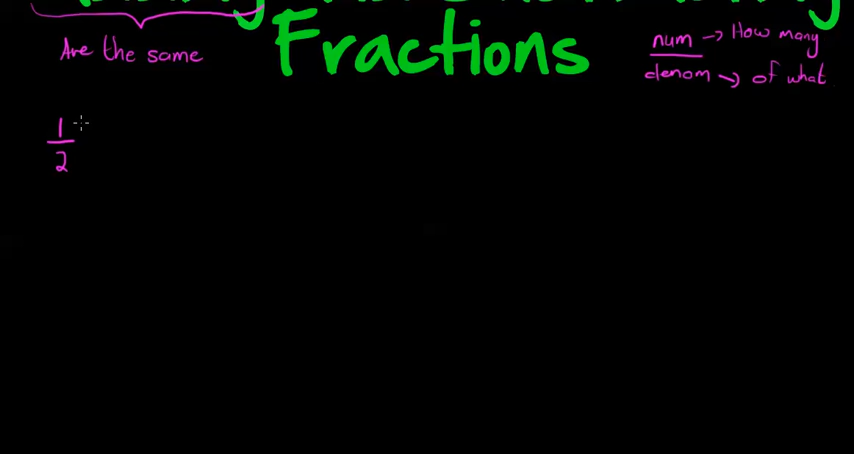 Fractions
Are the same
num → How many
denom → of what
1
2